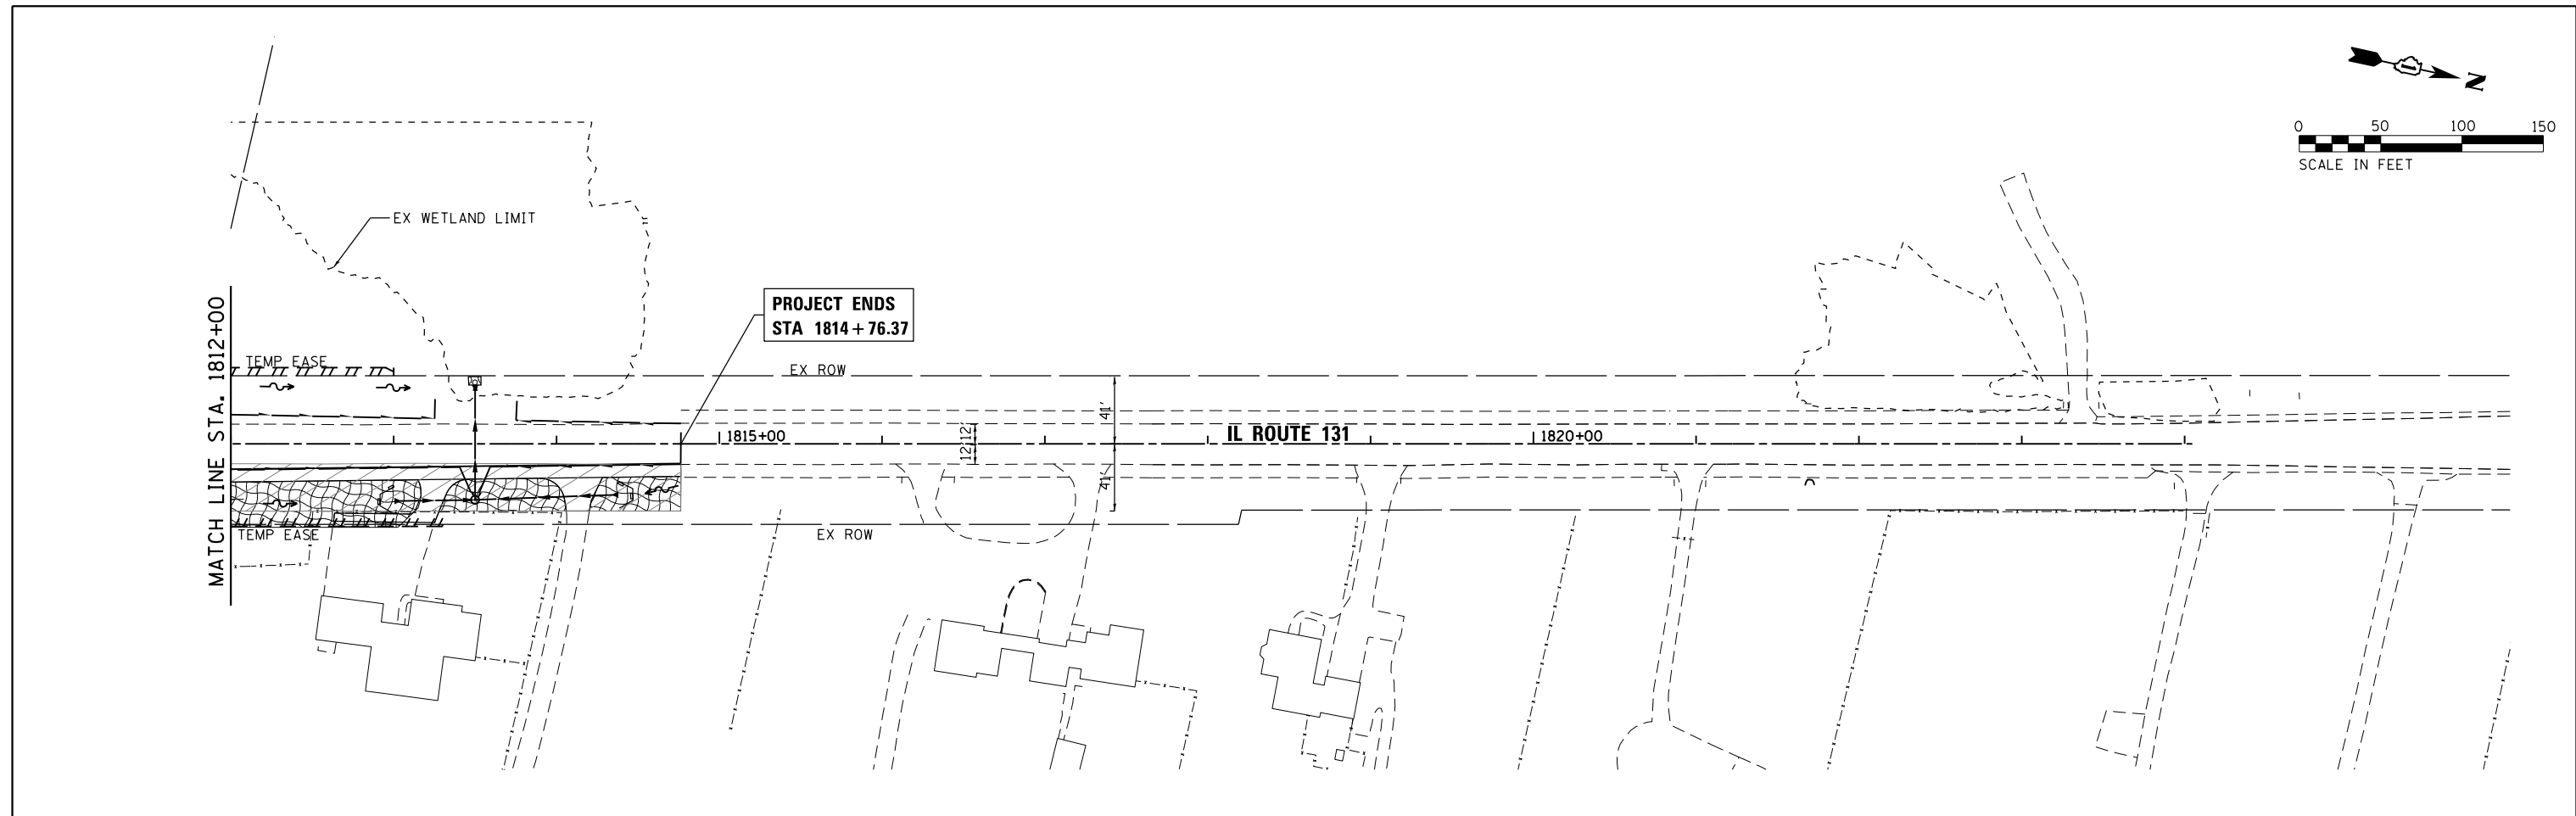 N
0 50 100 150
SCALE IN FEET
EX WETLAND LIMIT
PROJECT ENDS
STA 1814+76.37
MATCH LINE STA. 1812+00
TEMP EASE
EX ROW
41'
12'
12'
1815+00
IL ROUTE 131
1820+00
41'
TEMP EASE
EX ROW